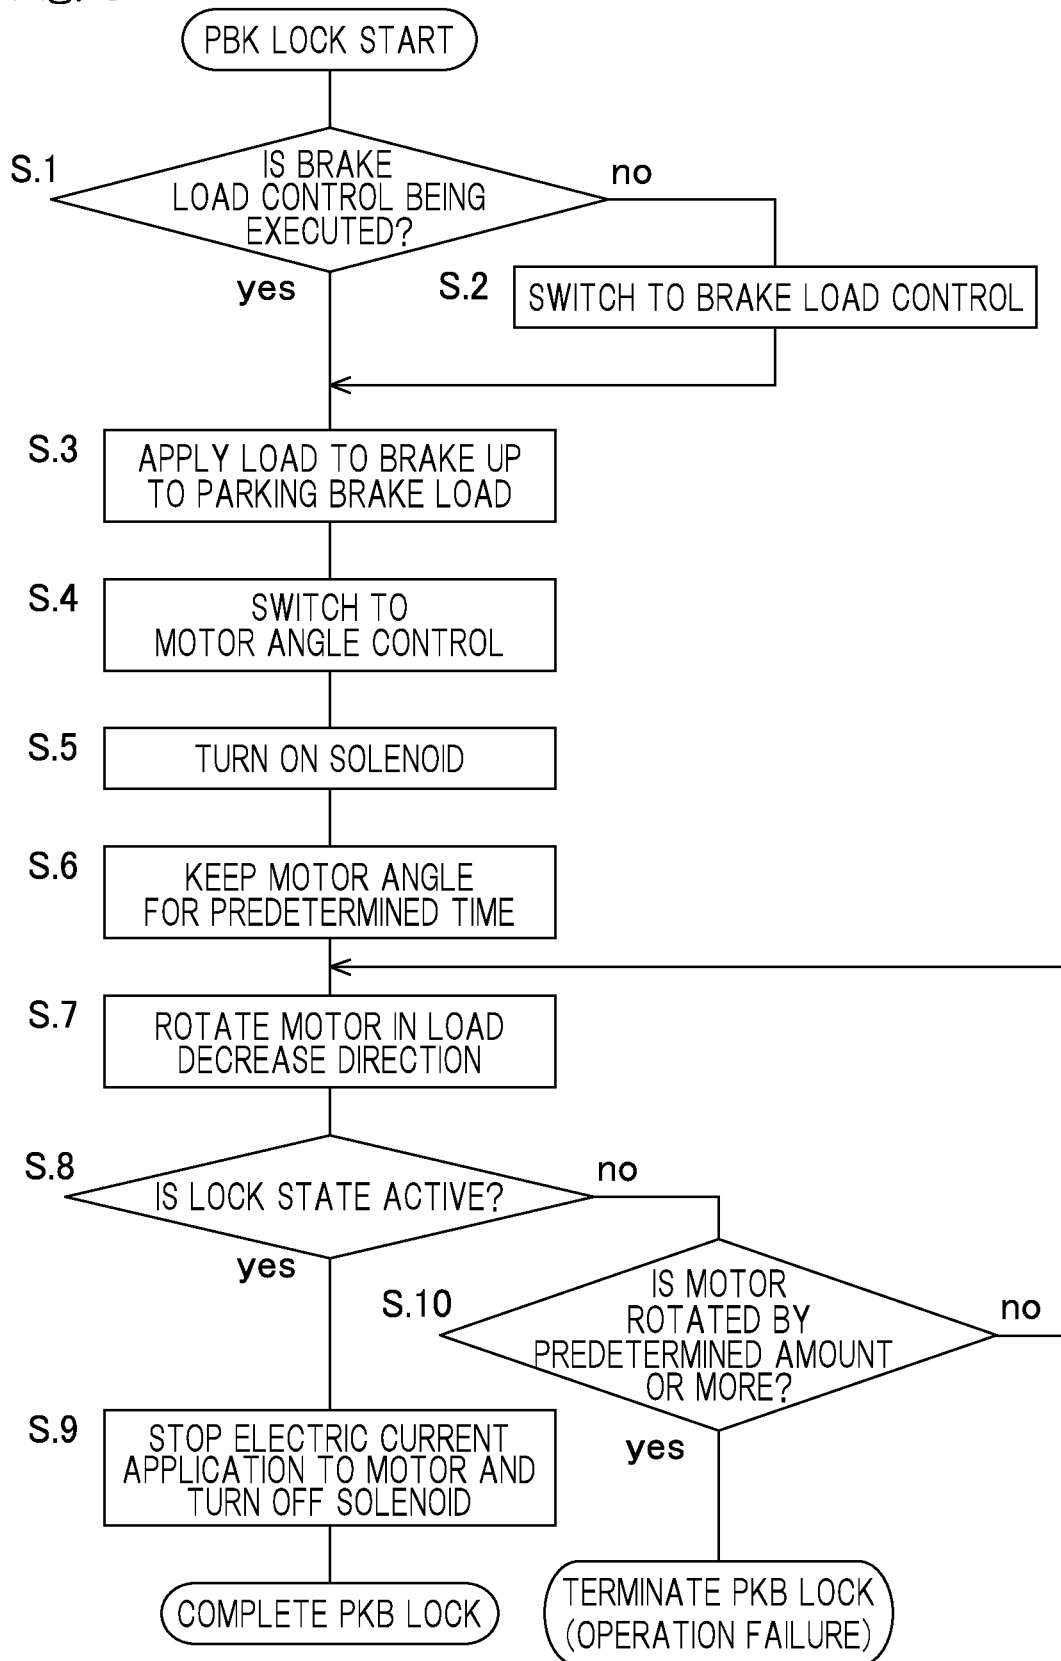 PBK LOCK START
S.1
IS BRAKE
LOAD CONTROL BEING
EXECUTED?
no
yes
S.2
SWITCH TO BRAKE LOAD CONTROL
S.3
APPLY LOAD TO BRAKE UP
TO PARKING BRAKE LOAD
S.4
SWITCH TO
MOTOR ANGLE CONTROL
S.5
TURN ON SOLENOID
S.6
KEEP MOTOR ANGLE
FOR PREDETERMINED TIME
S.7
ROTATE MOTOR IN LOAD
DECREASE DIRECTION
S.8
IS LOCK STATE ACTIVE?
no
yes
S.10
IS MOTOR
ROTATED BY
PREDETERMINED AMOUNT
OR MORE?
no
yes
S.9
STOP ELECTRIC CURRENT
APPLICATION TO MOTOR AND
TURN OFF SOLENOID
COMPLETE PKB LOCK
TERMINATE PKB LOCK
(OPERATION FAILURE)